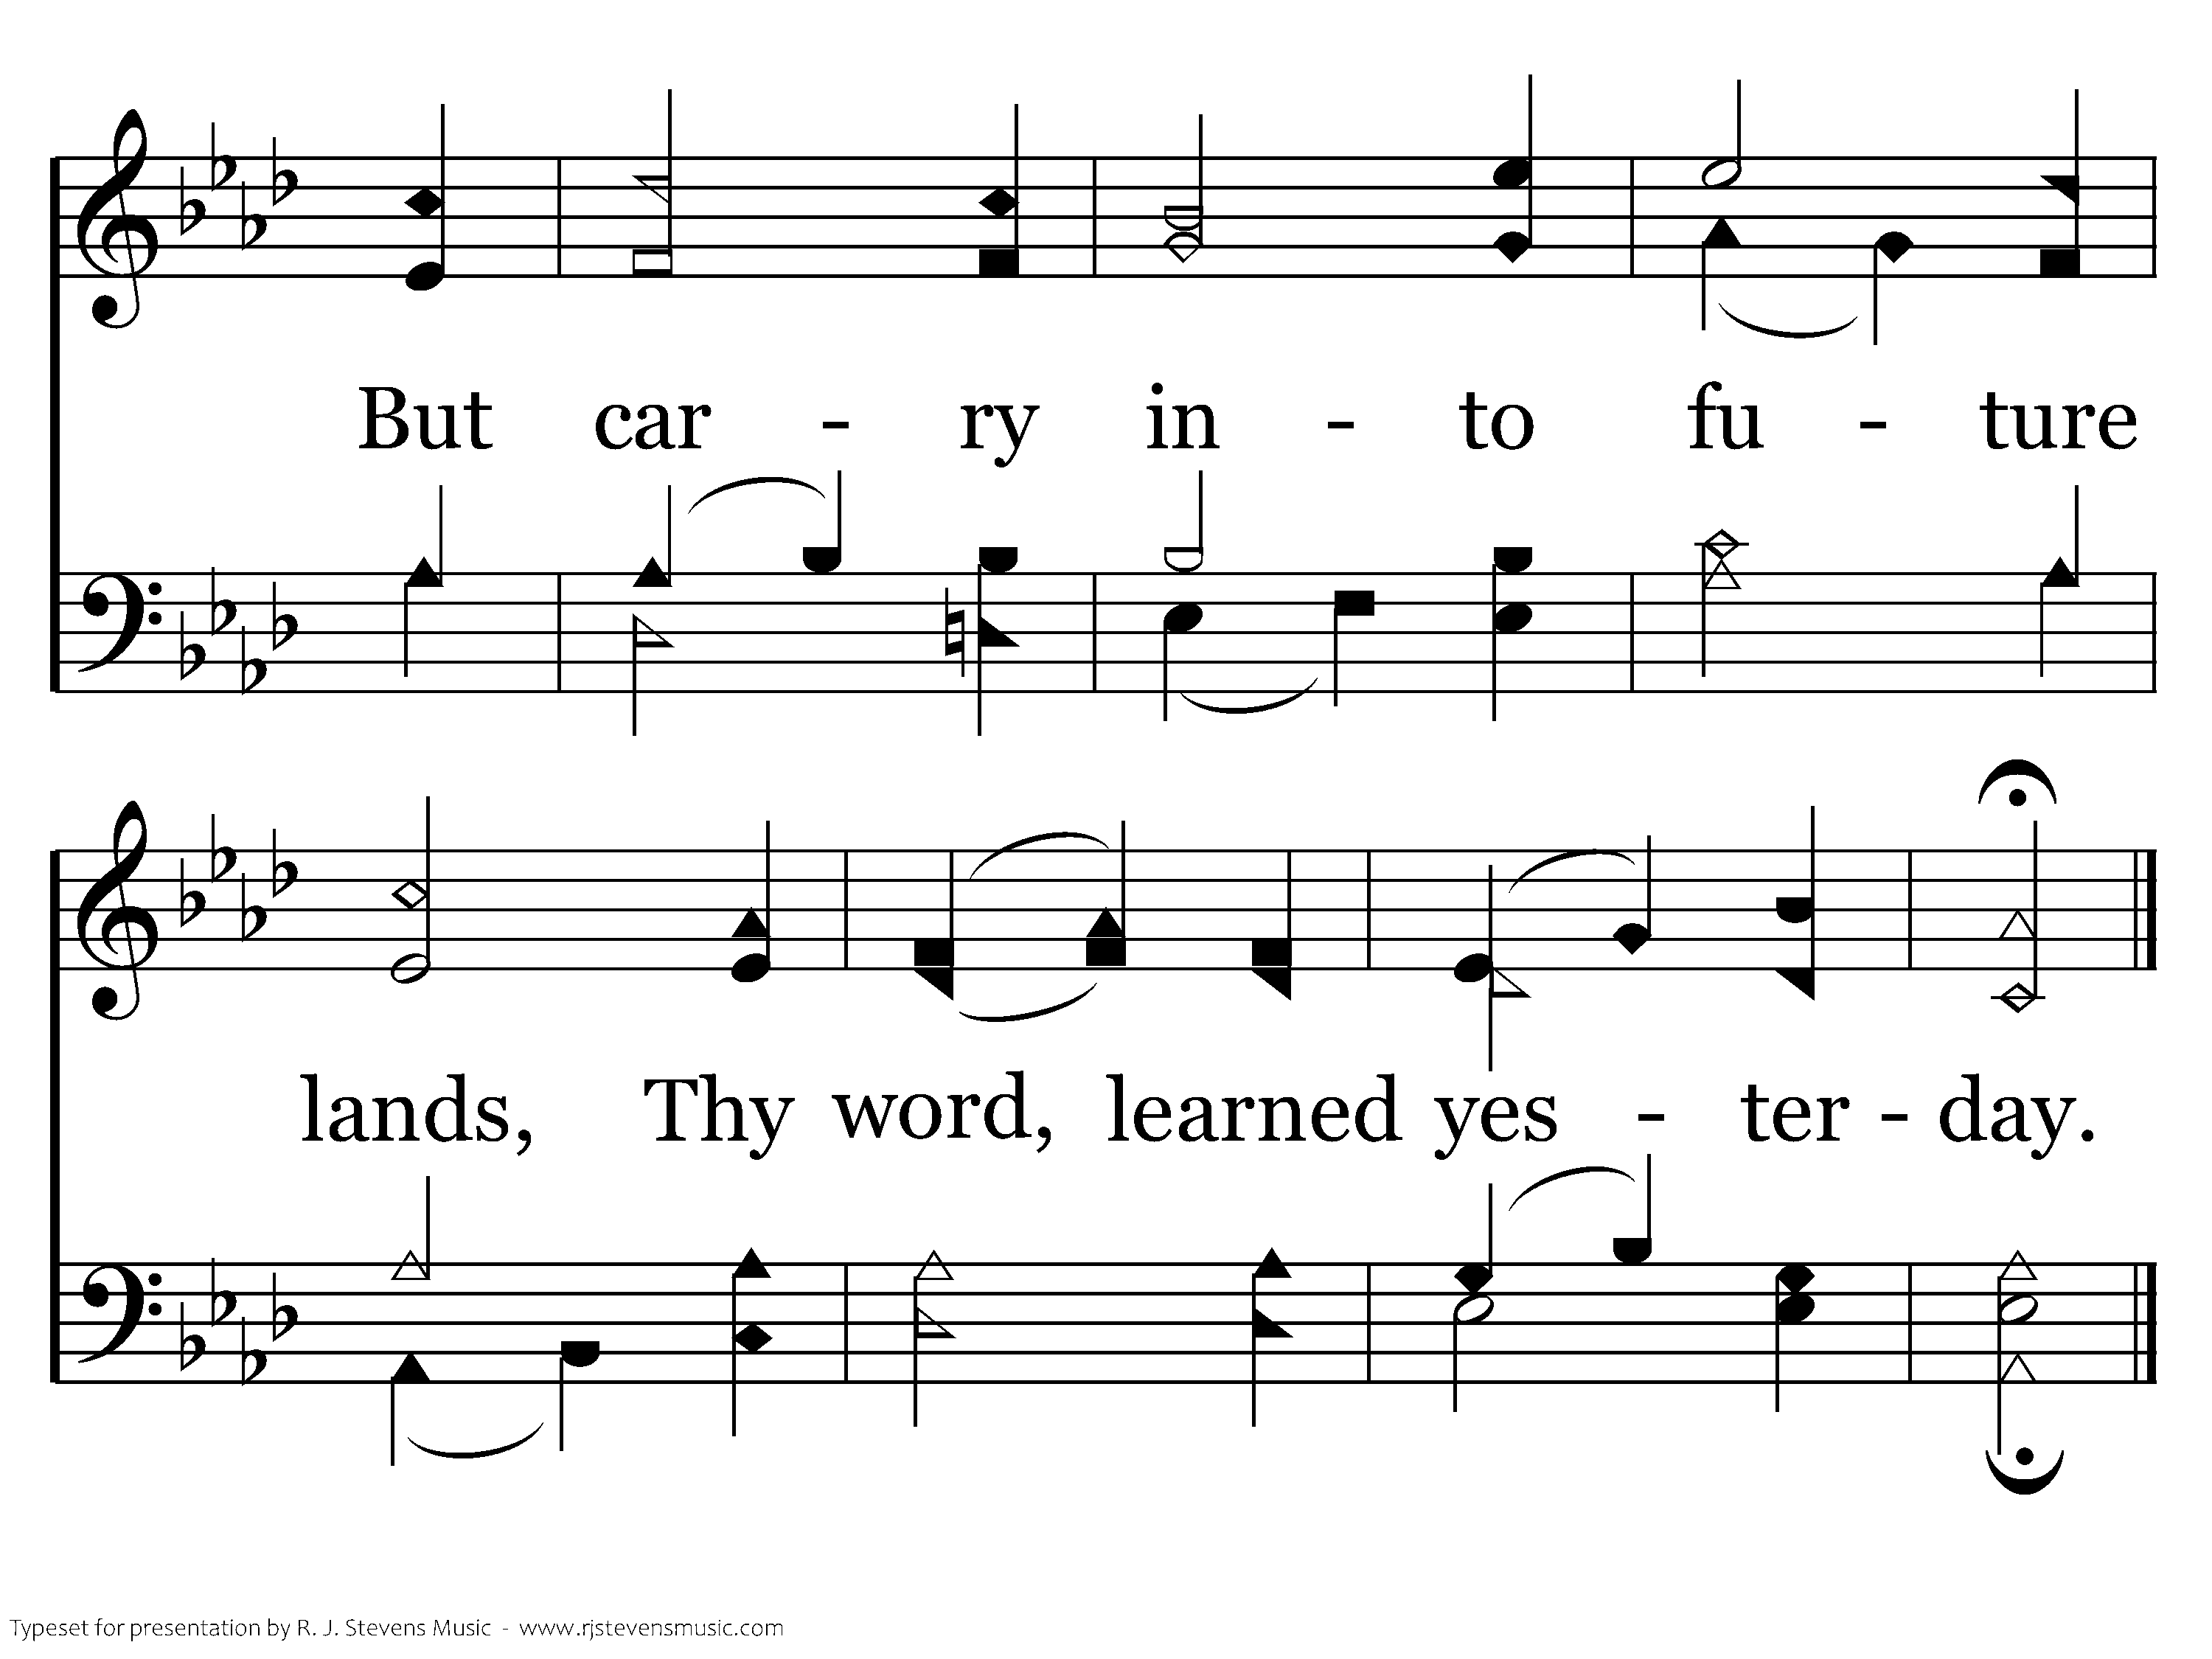 But car - ry in - to fu - ture
lands, Thy word, learned yes - ter - day.
Typeset for presentation by R. J. Stevens Music - www.rjstevensmusic.com